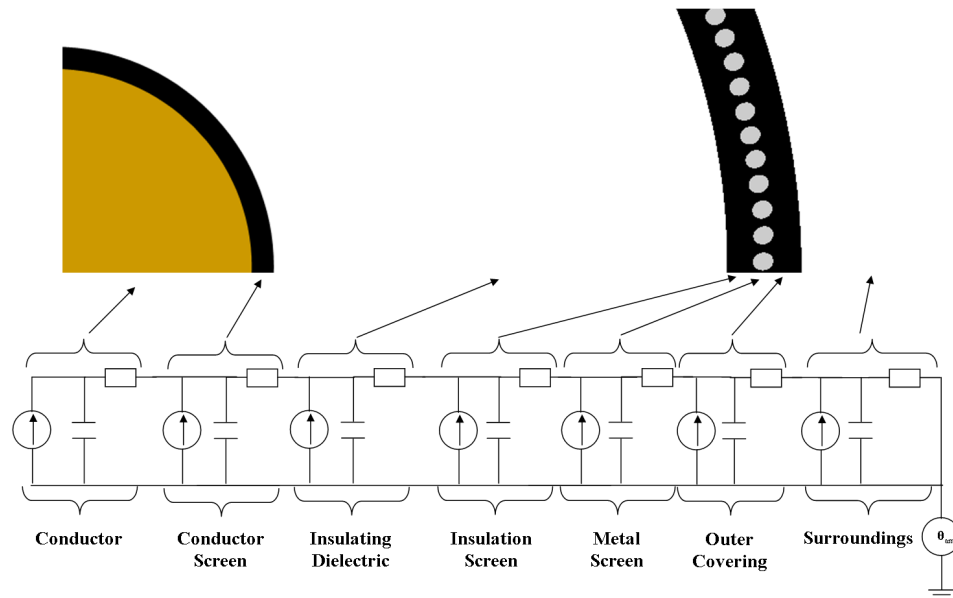 Conductor
Conductor
Screen
Insulating
Dielectric
Insulation
Screen
Metal
Screen
Outer
Covering
Surroundings
θ